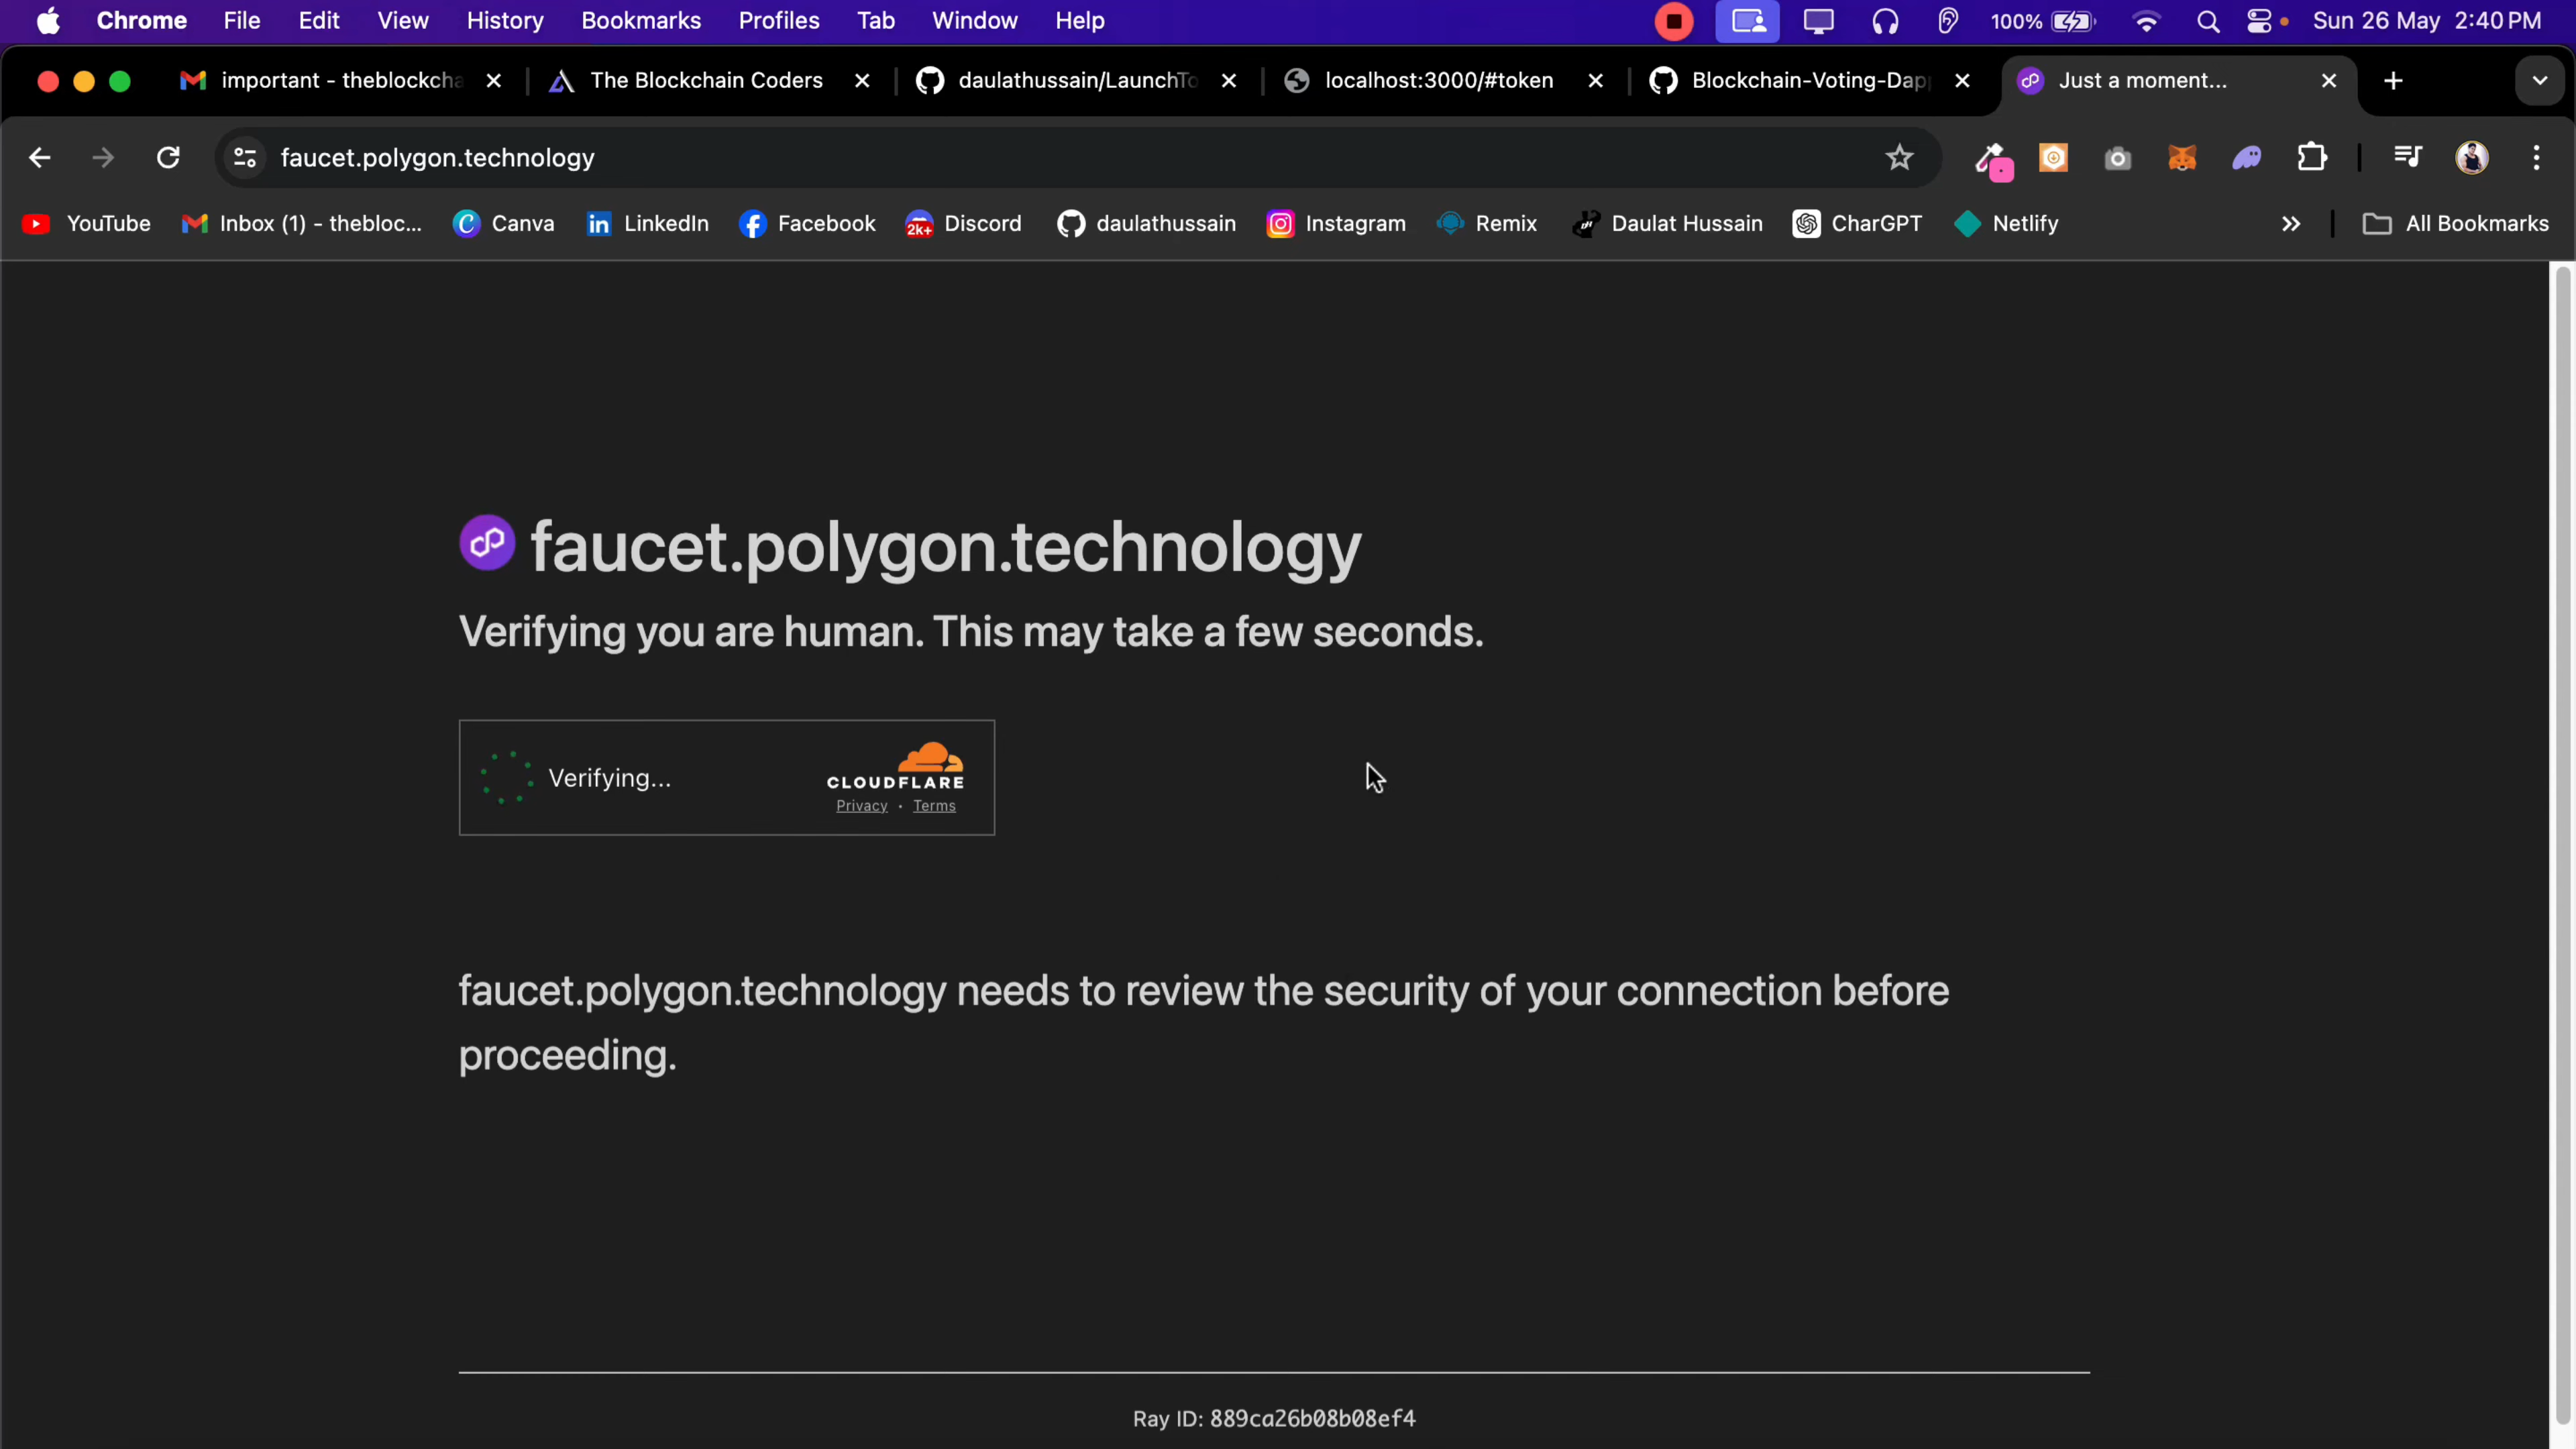 Chrome File Edit View History Bookmarks Profiles Tab Window Help 100% Sun 26 May 2:40 PM
important - theblockcha
The Blockchain Coders
daulathussain/LaunchTo
localhost:3000/#token
Blockchain-Voting-Dap
Just a moment...
faucet.polygon.technology
YouTube
Inbox (1) - thebloc...
Canva
LinkedIn
Facebook
2k+ Discord
daulathussain
Instagram
Remix
Daulat Hussain
CharGPT
Netlify
All Bookmarks
faucet.polygon.technology
Verifying you are human. This may take a few seconds.
Verifying...
CLOUDFLARE
Privacy • Terms
faucet.polygon.technology needs to review the security of your connection before
proceeding.
Ray ID: 889ca26b08b08ef4